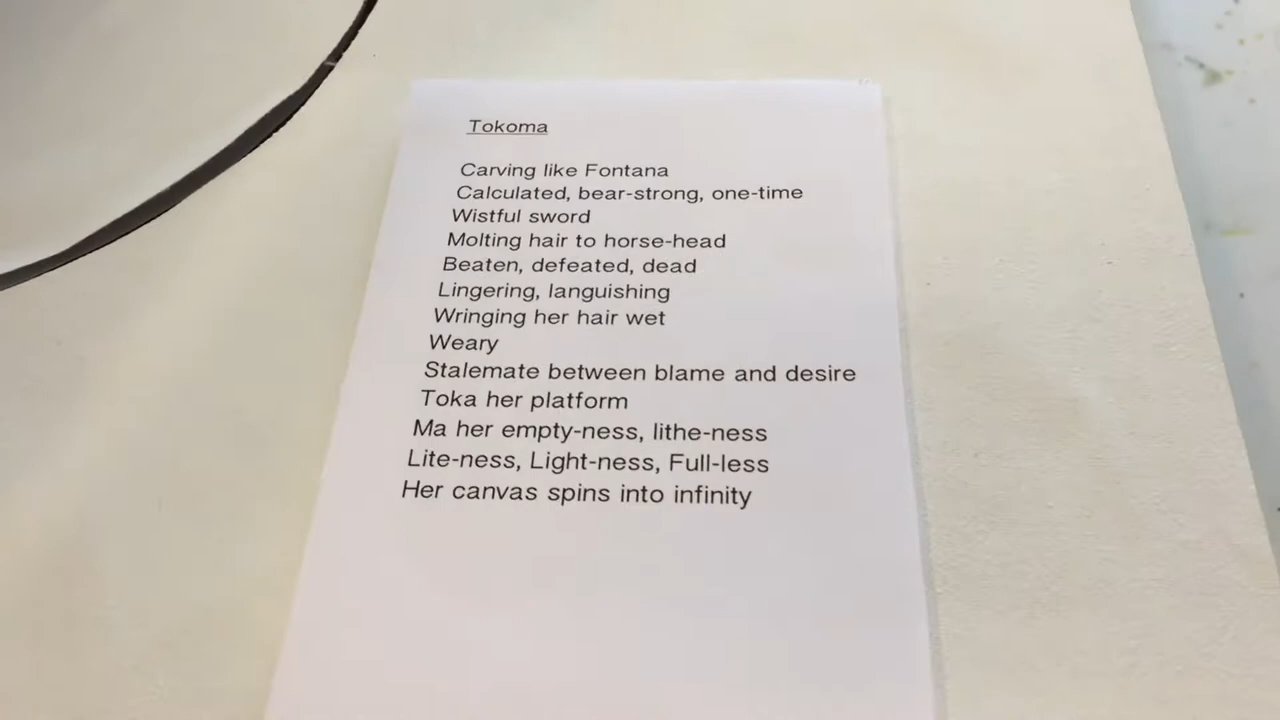 Tokoma
Carving like Fontana
Calculated, bear-strong, one-time
Wistful sword
Molting hair to horse-head
Beaten, defeated, dead
Lingering, languishing
Wringing her hair wet
Weary
Stalemate between blame and desire
Toka her platform
Ma her empty-ness, lithe-ness
Lite-ness, Light-ness, Full-less
Her canvas spins into infinity